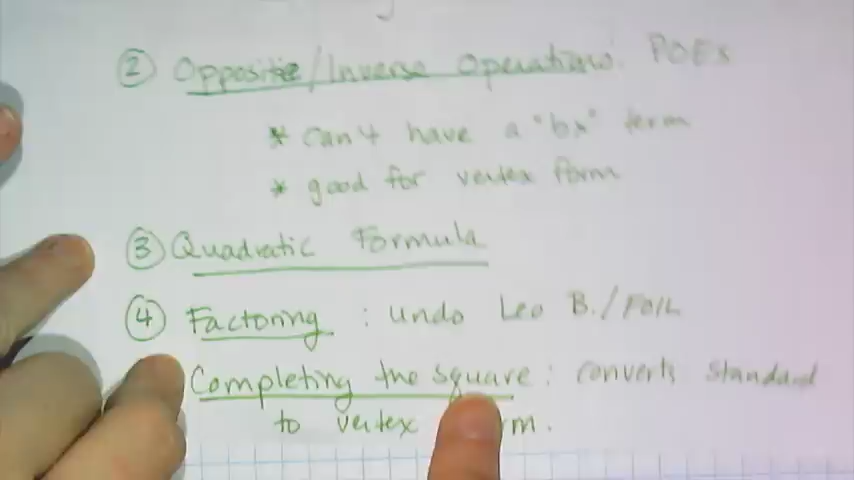 ② Opposite/Inverse Operations. POEs
* can't have a "bx" term
* good for vertex form
③ Quadratic Formula
④ Factoring : undo Leo B./FOIL
Completing the square : converts standard
to vertex